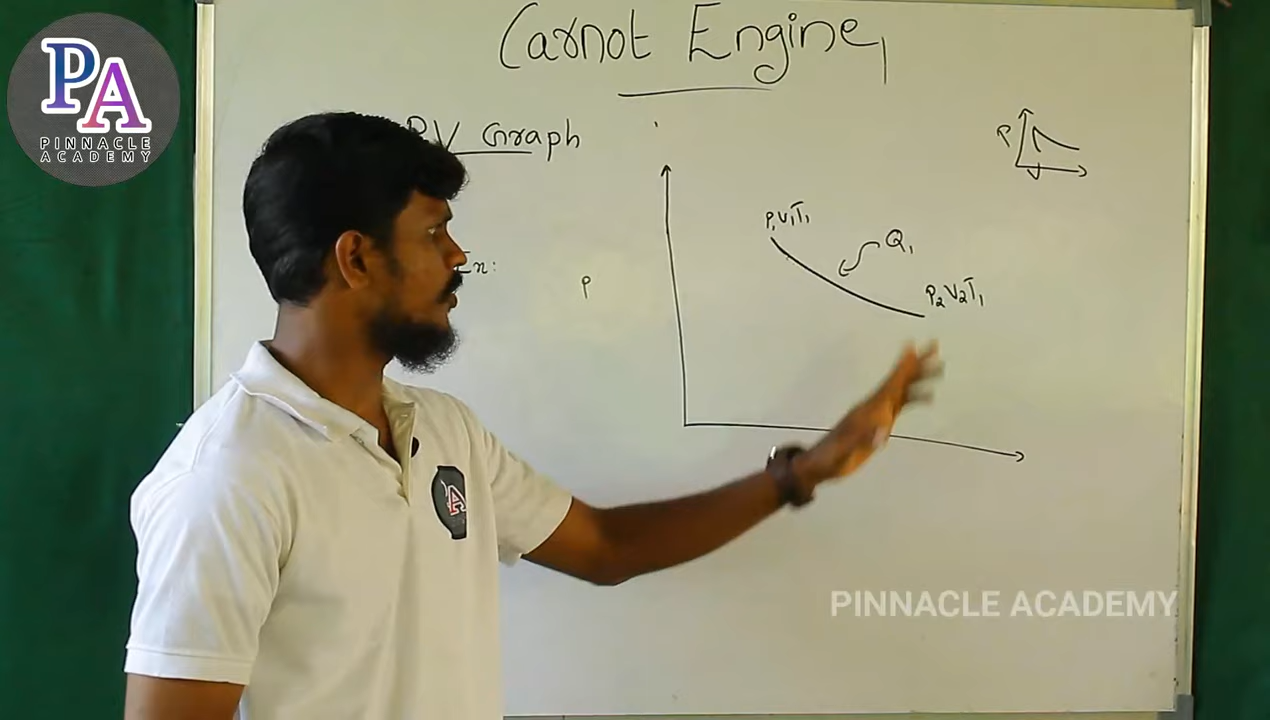 PA
PINNACLE
ACADEMY
Carnot Engine
PV Graph
P
P₁V₁T₁
Q₁
P₂V₂T₁
P
V
A
PINNACLE ACADEMY